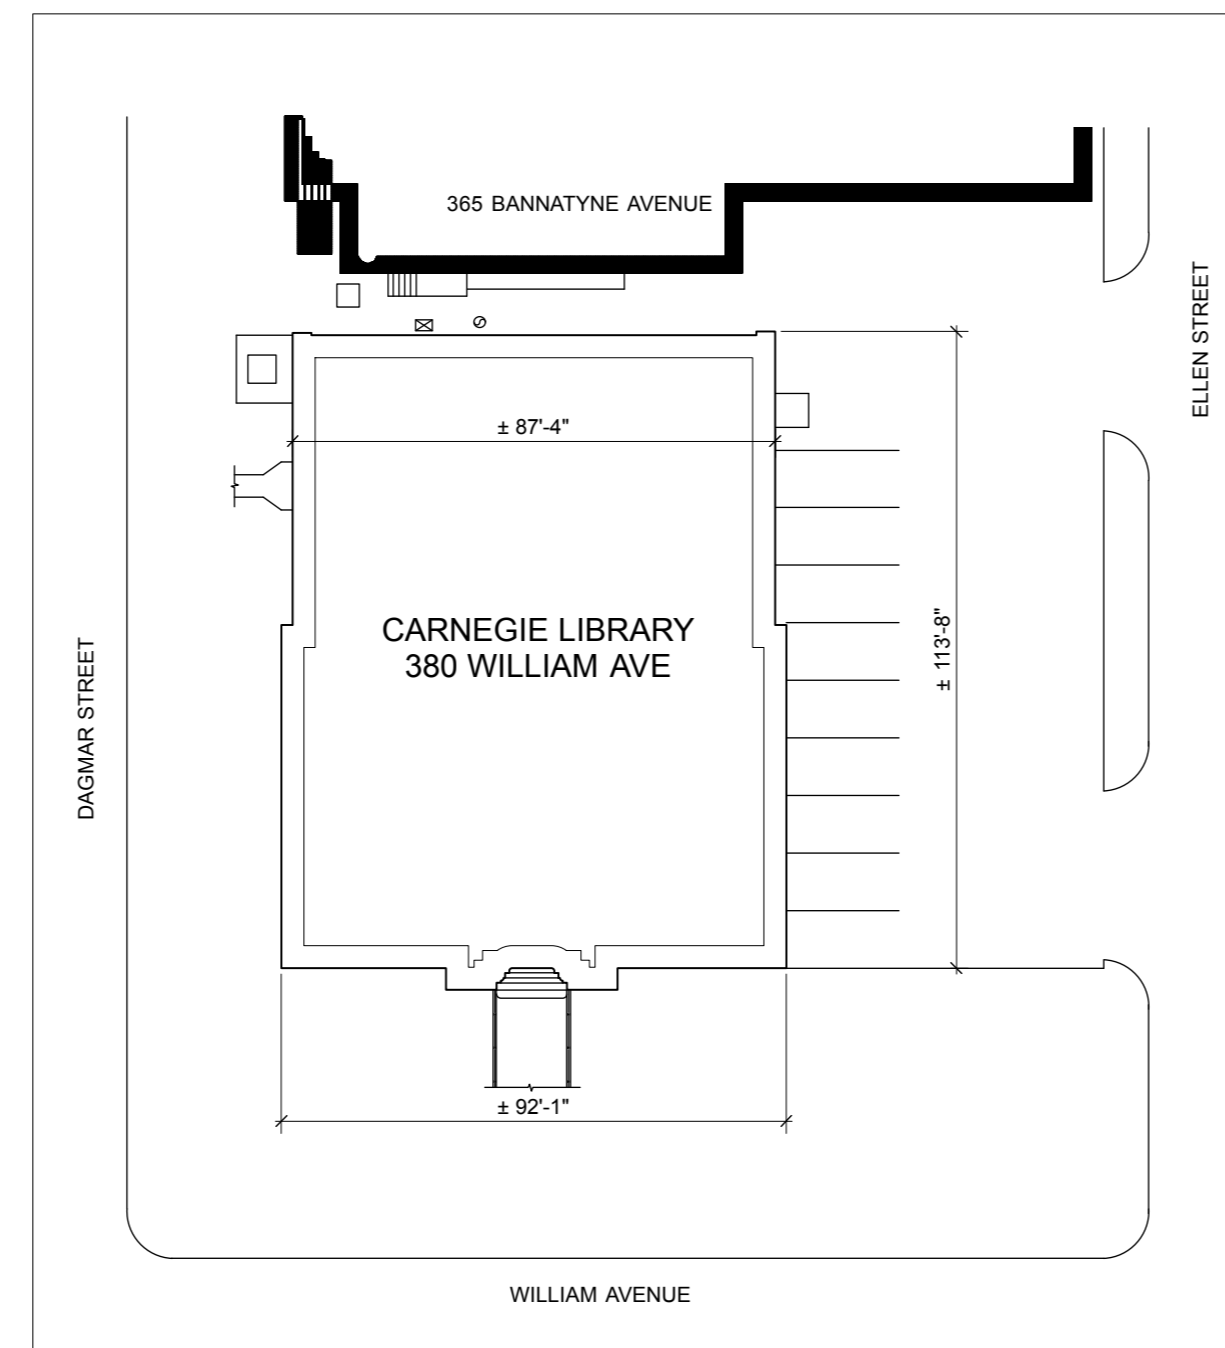 365 BANNATYNE AVENUE
ELLEN STREET
± 87'-4"
CARNEGIE LIBRARY
380 WILLIAM AVE
± 113'-8"
DAGMAR STREET
± 92'-1"
WILLIAM AVENUE